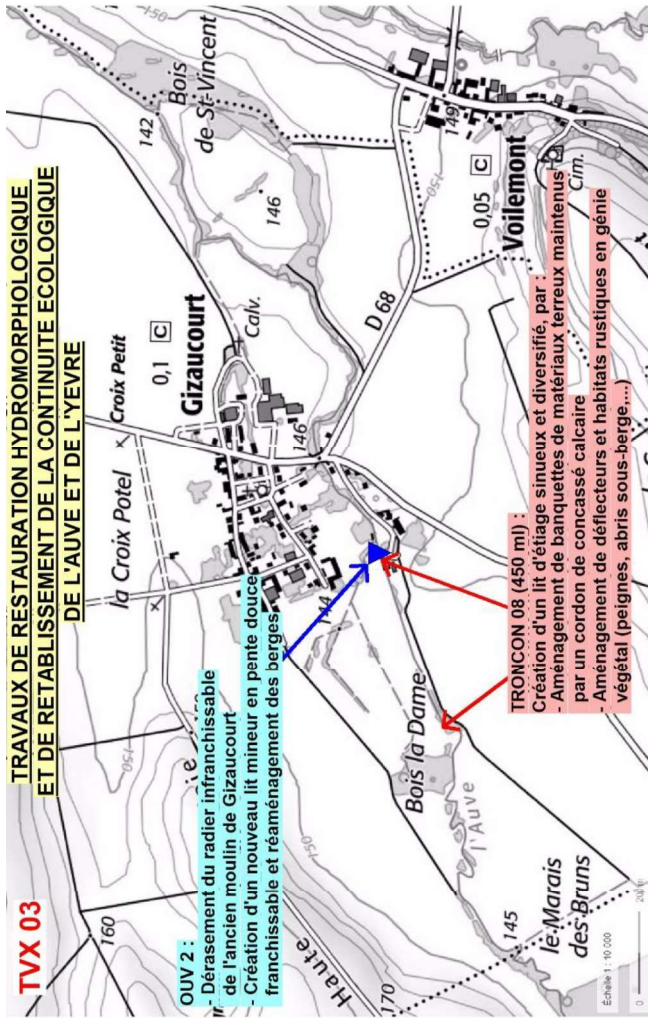 TVX 03
TRAVAUX DE RESTAURATION HYDROMORPHOLOGIQUE
ET DE RETABLISSEMENT DE LA CONTINUITE ECOLOGIQUE
DE L'AUVE ET DE L'YEVRE
OUV 2 :
- Dérasement du radier infranchissable
de l'ancien moulin de Gizaucourt
- Création d'un nouveau lit mineur en pente douce
franchissable et réaménagement des berges
TRONCON 08 (450 ml) :
Création d'un lit d'étiage sinueux et diversifié, par :
- Aménagement de banquettes de matériaux terreux maintenus
par un cordon de concassé calcaire
- Aménagement de déflecteurs et habitats rustiques en génie
végétal (peignes, abris sous-berge,...)
160
150
la Croix Potel
Croix Petit
0,1
C
Gizaucourt
Calv.
142
150
Bois
de St-Vincent
146
146
144
D 68
149
0,05
C
150
Voilemont
Cim.
Haute
170
150
Bois la Dame
l'Auve
145
le Marais
des Bruns
Échelle 1 : 10 000
0